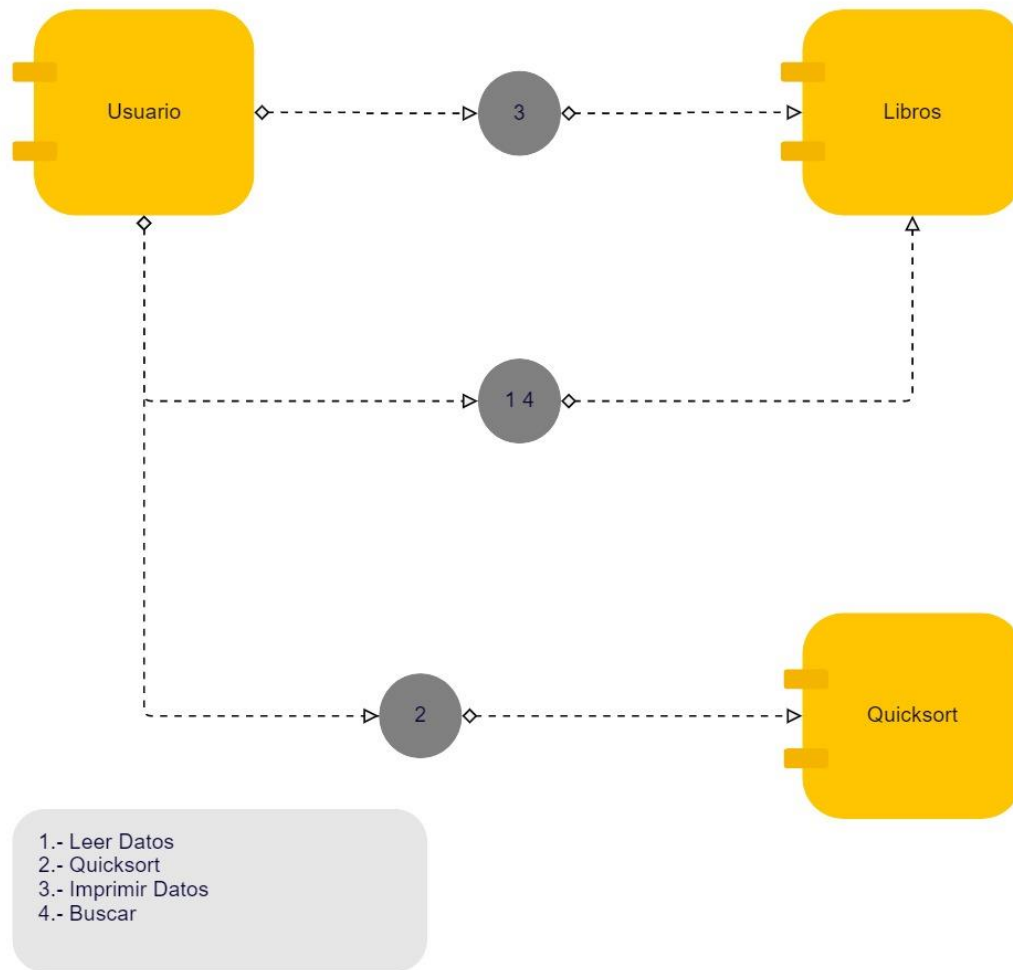 Usuario
3
Libros
1 4
2
Quicksort
1.- Leer Datos
2.- Quicksort
3.- Imprimir Datos
4.- Buscar